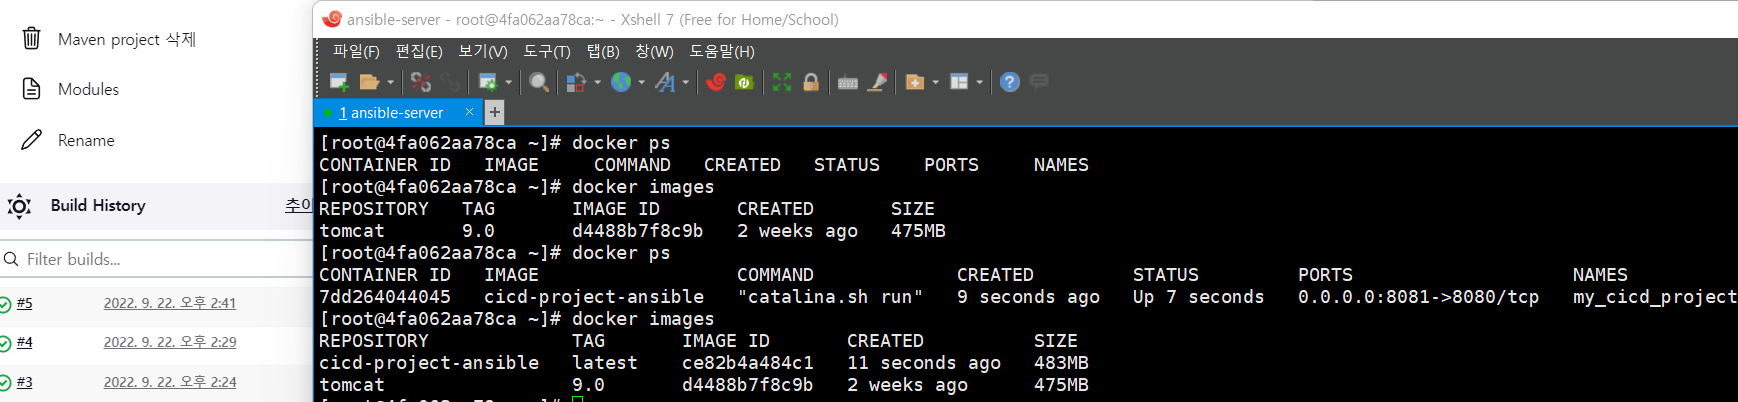 Maven project 삭제
Modules
Rename
Build History
Filter builds...
#5 2022. 9. 22. 오후 2:41
#4 2022. 9. 22. 오후 2:29
#3 2022. 9. 22. 오후 2:24
ansible-server - root@4fa062aa78ca:~ - Xshell 7 (Free for Home/School)
파일(F) 편집(E) 보기(V) 도구(T) 탭(B) 창(W) 도움말(H)
1 ansible-server × +
[root@4fa062aa78ca ~]# docker ps
CONTAINER ID IMAGE COMMAND CREATED STATUS PORTS NAMES
[root@4fa062aa78ca ~]# docker images
REPOSITORY TAG IMAGE ID CREATED SIZE
tomcat 9.0 d4488b7f8c9b 2 weeks ago 475MB
[root@4fa062aa78ca ~]# docker ps
CONTAINER ID IMAGE COMMAND CREATED STATUS PORTS NAMES
7dd264044045 cicd-project-ansible "catalina.sh run" 9 seconds ago Up 7 seconds 0.0.0.0:8081->8080/tcp my_cicd_project
[root@4fa062aa78ca ~]# docker images
REPOSITORY TAG IMAGE ID CREATED SIZE
cicd-project-ansible latest ce82b4a484c1 11 seconds ago 483MB
tomcat 9.0 d4488b7f8c9b 2 weeks ago 475MB
[root@4fa062aa78ca ~]#